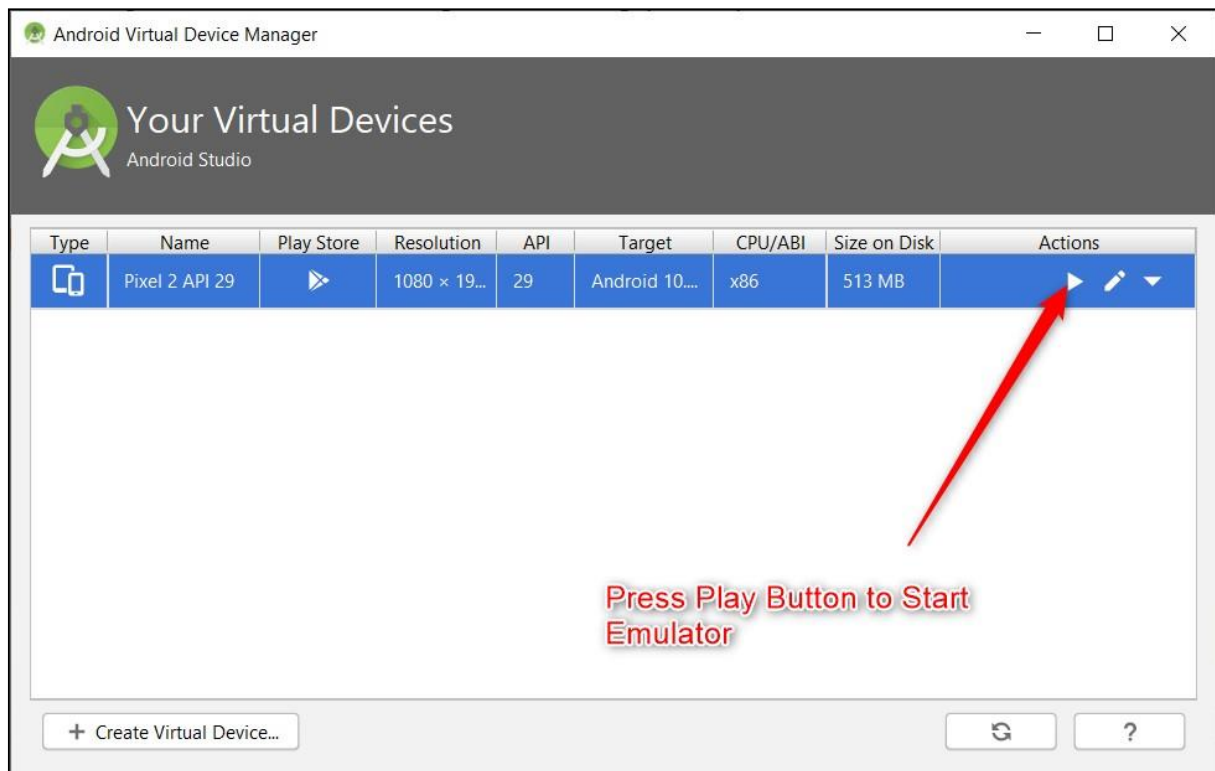 Android Virtual Device Manager
Your Virtual Devices
Android Studio
Type Name Play Store Resolution API Target CPU/ABI Size on Disk Actions
Pixel 2 API 29 1080 × 19... 29 Android 10.... x86 513 MB
Press Play Button to Start
Emulator
+ Create Virtual Device... ?